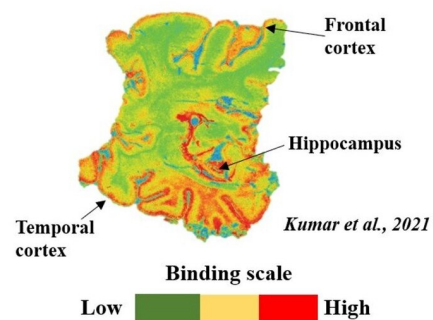 Frontal
cortex
Hippocampus
Temporal
cortex
Kumar et al., 2021
Binding scale
Low High